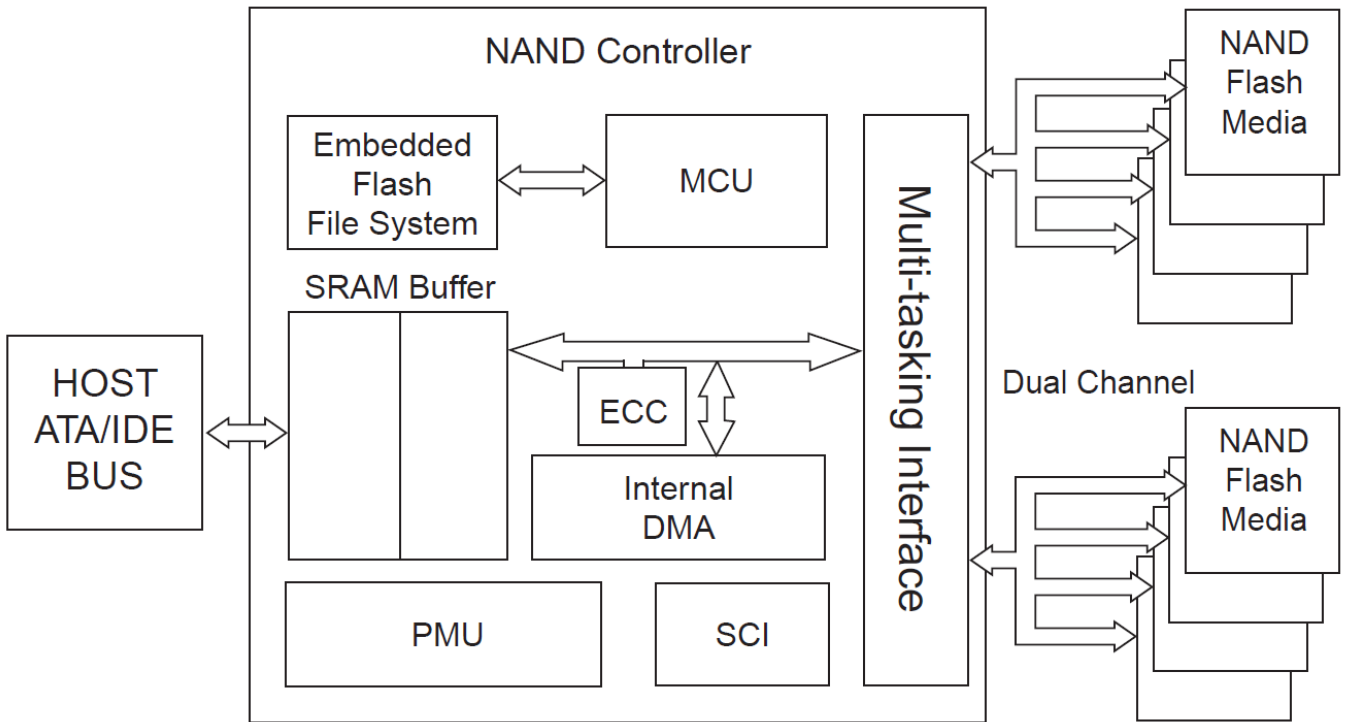 NAND Controller
Embedded
Flash
File System
MCU
SRAM Buffer
HOST
ATA/IDE
BUS
ECC
Internal
DMA
PMU
SCI
Multi-tasking Interface
NAND
Flash
Media
Dual Channel
NAND
Flash
Media